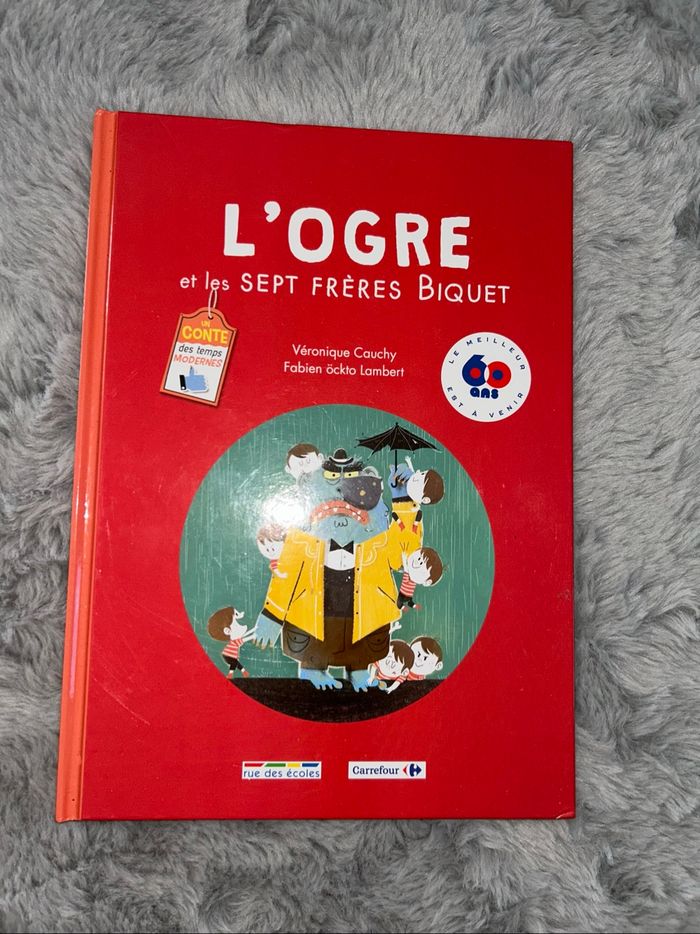 L'OGRE
et les SEPT FRÈRES BIQUET
UN
CONTE
des temps
MODERNES
Véronique Cauchy
Fabien öckto Lambert
LE MEILLEUR
60
ans
EST À VENIR
rue des écoles
Carrefour